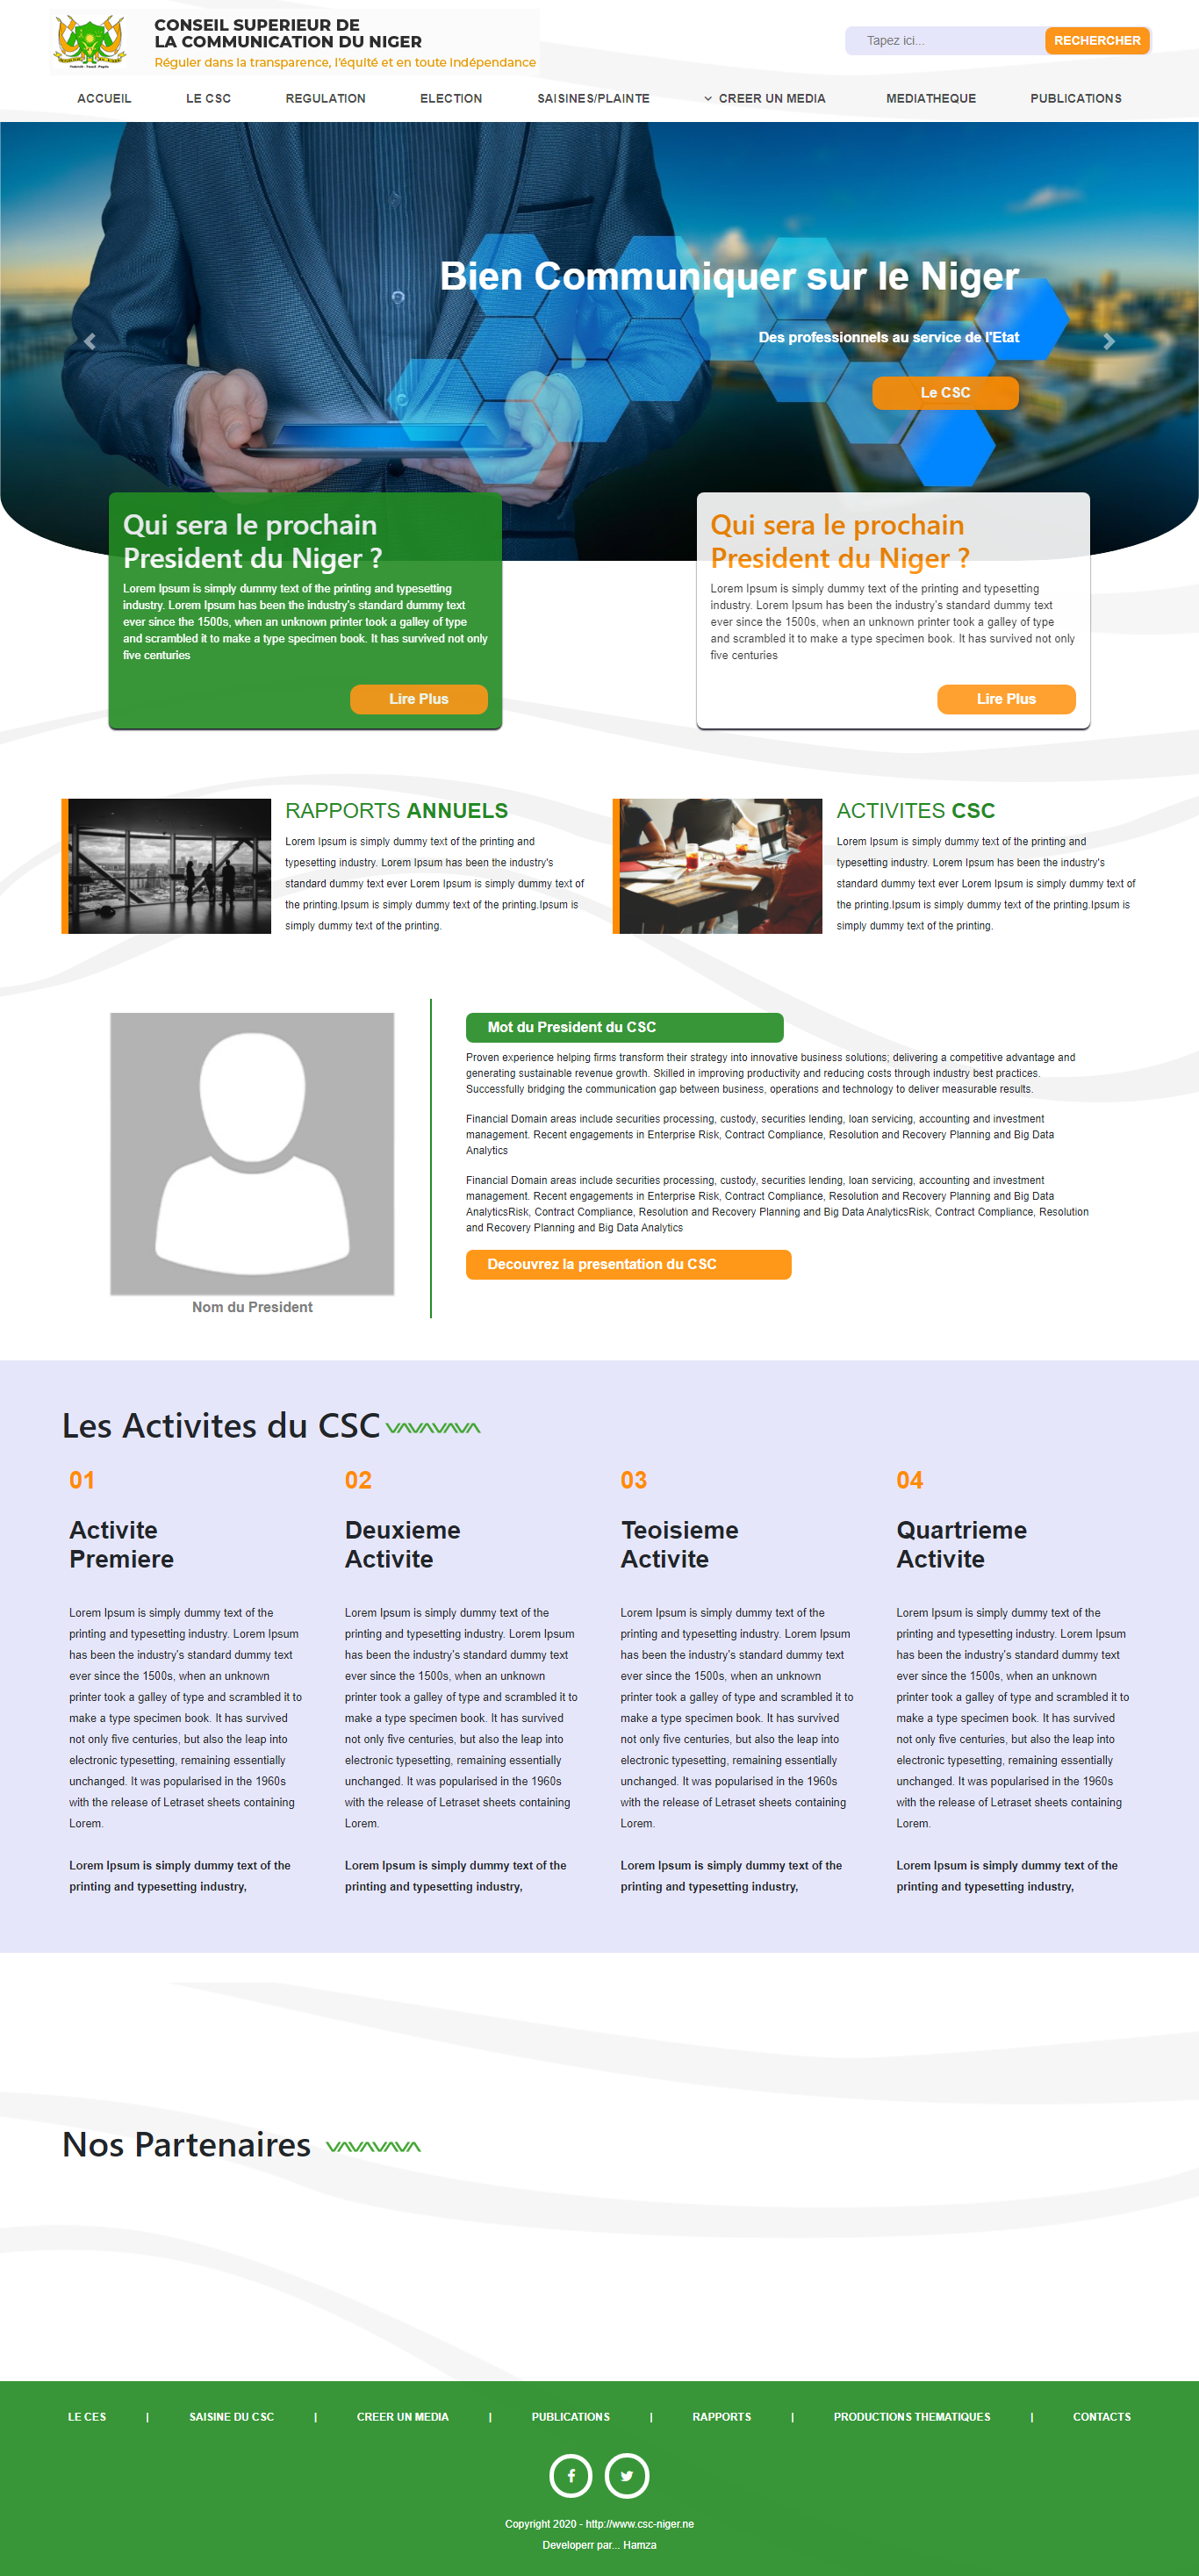 CONSEIL SUPERIEUR DE
LA COMMUNICATION DU NIGER
Réguler dans la transparence, l'équité et en toute Indépendance
Tapez ici...
RECHERCHER
ACCUEIL LE CSC REGULATION ELECTION SAISINES/PLAINTE CREER UN MEDIA MEDIATHEQUE PUBLICATIONS
Bien Communiquer sur le Niger
Des professionnels au service de l'Etat
Le CSC
Qui sera le prochain
President du Niger ?
Lorem Ipsum is simply dummy text of the printing and typesetting
industry. Lorem Ipsum has been the industry's standard dummy text
ever since the 1500s, when an unknown printer took a galley of type
and scrambled it to make a type specimen book. It has survived not only
five centuries
Lire Plus
Qui sera le prochain
President du Niger ?
Lorem Ipsum is simply dummy text of the printing and typesetting
industry. Lorem Ipsum has been the industry's standard dummy text
ever since the 1500s, when an unknown printer took a galley of type
and scrambled it to make a type specimen book. It has survived not only
five centuries
Lire Plus
RAPPORTS ANNUELS
Lorem Ipsum is simply dummy text of the printing and
typesetting industry. Lorem Ipsum has been the industry's
standard dummy text ever Lorem Ipsum is simply dummy text of
the printing.Ipsum is simply dummy text of the printing.Ipsum is
simply dummy text of the printing.
ACTIVITES CSC
Lorem Ipsum is simply dummy text of the printing and
typesetting industry. Lorem Ipsum has been the industry's
standard dummy text ever Lorem Ipsum is simply dummy text of
the printing.Ipsum is simply dummy text of the printing.Ipsum is
simply dummy text of the printing.
Nom du President
Mot du President du CSC
Proven experience helping firms transform their strategy into innovative business solutions; delivering a competitive advantage and
generating sustainable revenue growth. Skilled in improving productivity and reducing costs through industry best practices.
Successfully bridging the communication gap between business, operations and technology to deliver measurable results.
Financial Domain areas include securities processing, custody, securities lending, loan servicing, accounting and investment
management. Recent engagements in Enterprise Risk, Contract Compliance, Resolution and Recovery Planning and Big Data
Analytics
Financial Domain areas include securities processing, custody, securities lending, loan servicing, accounting and investment
management. Recent engagements in Enterprise Risk, Contract Compliance, Resolution and Recovery Planning and Big Data
AnalyticsRisk, Contract Compliance, Resolution and Recovery Planning and Big Data AnalyticsRisk, Contract Compliance, Resolution
and Recovery Planning and Big Data Analytics
Decouvrez la presentation du CSC
Les Activites du CSC
01
Activite
Premiere
Lorem Ipsum is simply dummy text of the
printing and typesetting industry. Lorem Ipsum
has been the industry's standard dummy text
ever since the 1500s, when an unknown
printer took a galley of type and scrambled it to
make a type specimen book. It has survived
not only five centuries, but also the leap into
electronic typesetting, remaining essentially
unchanged. It was popularised in the 1960s
with the release of Letraset sheets containing
Lorem.
Lorem Ipsum is simply dummy text of the
printing and typesetting industry,
02
Deuxieme
Activite
Lorem Ipsum is simply dummy text of the
printing and typesetting industry. Lorem Ipsum
has been the industry's standard dummy text
ever since the 1500s, when an unknown
printer took a galley of type and scrambled it to
make a type specimen book. It has survived
not only five centuries, but also the leap into
electronic typesetting, remaining essentially
unchanged. It was popularised in the 1960s
with the release of Letraset sheets containing
Lorem.
Lorem Ipsum is simply dummy text of the
printing and typesetting industry,
03
Teoisieme
Activite
Lorem Ipsum is simply dummy text of the
printing and typesetting industry. Lorem Ipsum
has been the industry's standard dummy text
ever since the 1500s, when an unknown
printer took a galley of type and scrambled it to
make a type specimen book. It has survived
not only five centuries, but also the leap into
electronic typesetting, remaining essentially
unchanged. It was popularised in the 1960s
with the release of Letraset sheets containing
Lorem.
Lorem Ipsum is simply dummy text of the
printing and typesetting industry,
04
Quartrieme
Activite
Lorem Ipsum is simply dummy text of the
printing and typesetting industry. Lorem Ipsum
has been the industry's standard dummy text
ever since the 1500s, when an unknown
printer took a galley of type and scrambled it to
make a type specimen book. It has survived
not only five centuries, but also the leap into
electronic typesetting, remaining essentially
unchanged. It was popularised in the 1960s
with the release of Letraset sheets containing
Lorem.
Lorem Ipsum is simply dummy text of the
printing and typesetting industry,
Nos Partenaires
LE CES | SAISINE DU CSC | CREER UN MEDIA | PUBLICATIONS | RAPPORTS | PRODUCTIONS THEMATIQUES | CONTACTS
Copyright 2020 - http://www.csc-niger.ne
Developerr par... Hamza